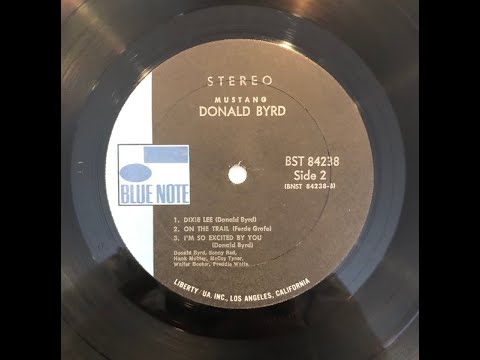 STEREO
MUSTANG
DONALD BYRD
BST 84238
Side 2
(BNST 84238-B)
BLUE NOTE
1. DIXIE LEE (Donald Byrd)
2. ON THE TRAIL (Ferde Grofe)
3. I'M SO EXCITED BY YOU
(Donald Byrd)
Donald Byrd, Sonny Red,
Hank Mobley, McCoy Tyner,
Walter Booker, Freddie Waits.
LIBERTY UA, INC., LOS ANGELES, CALIFORNIA